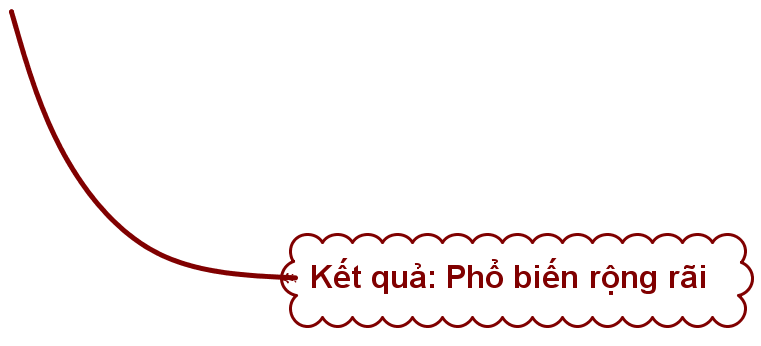 Kết quả: Phổ biến rộng rãi